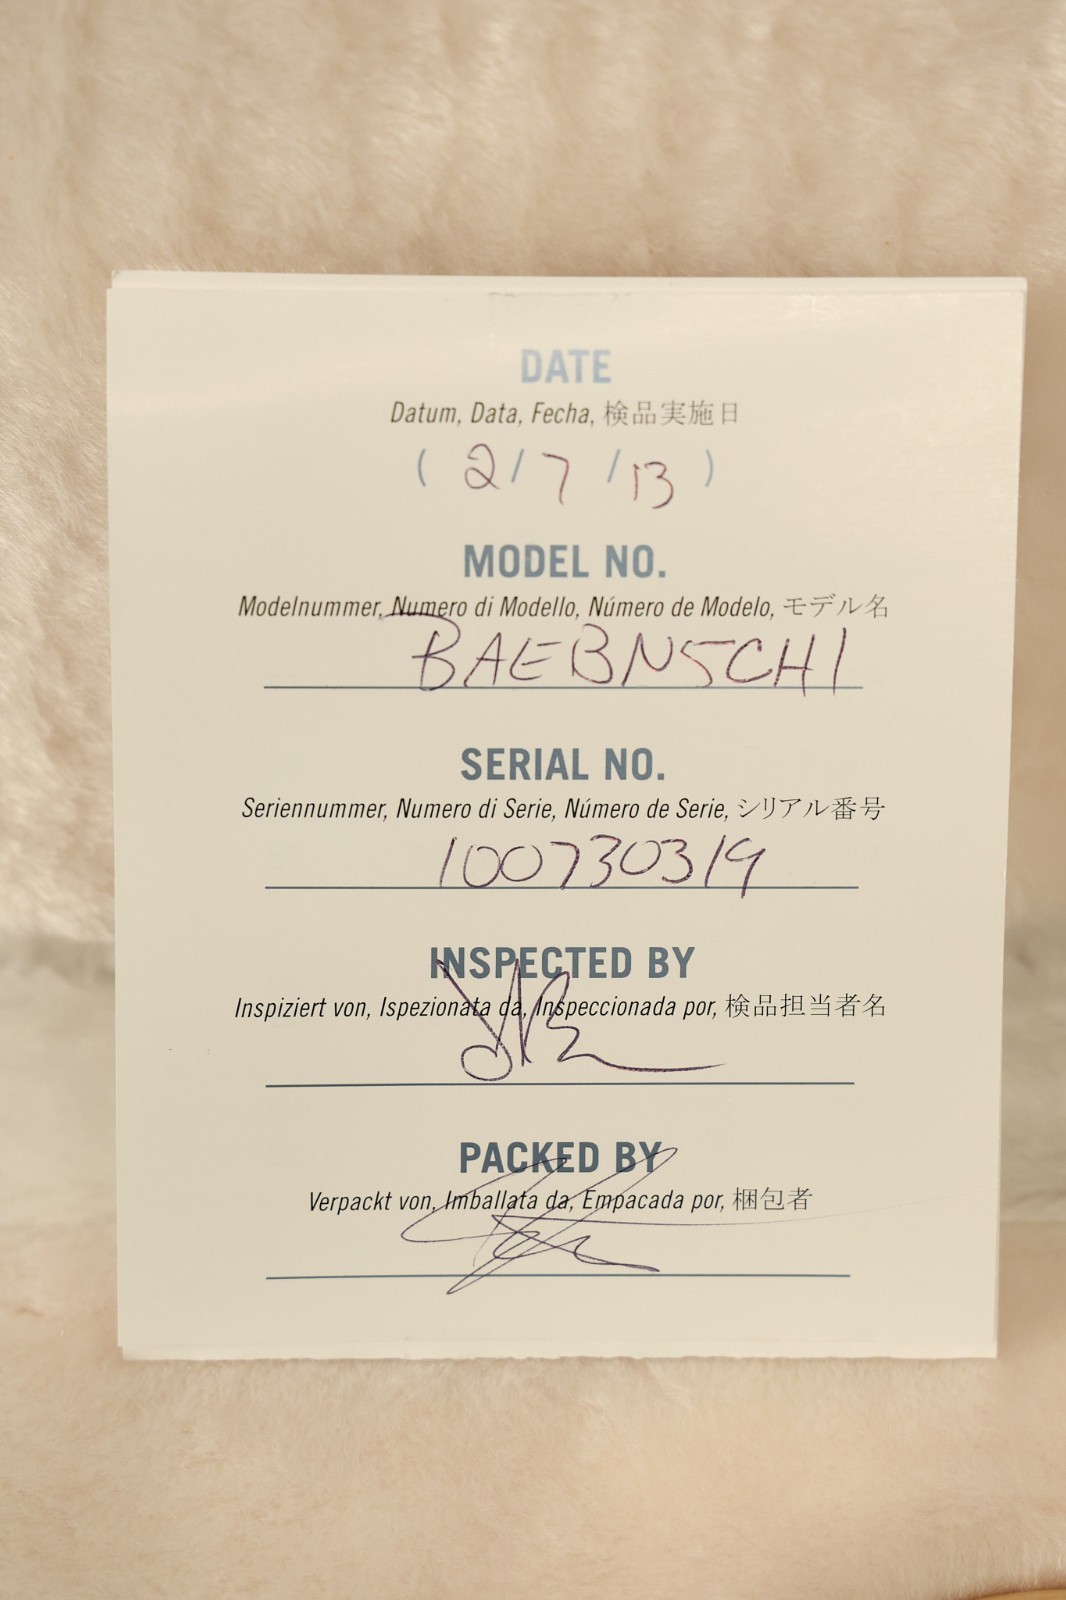 DATE
Datum, Data, Fecha, 検品実施日
( 2 / 7 / 13 )
MODEL NO.
Modelnummer, Numero di Modello, Número de Modelo, モデル名
BAEBN5CH1
SERIAL NO.
Seriennummer, Numero di Serie, Número de Serie, シリアル番号
100730319
INSPECTED BY
Inspiziert von, Ispezionata da, Inspeccionada por, 検品担当者名
PACKED BY
Verpackt von, Imballata da, Empacada por, 梱包者